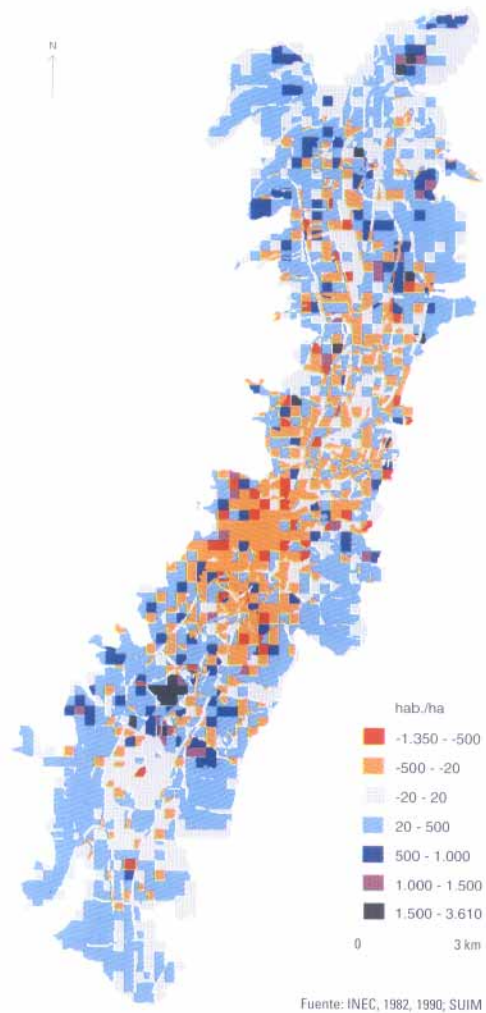 N
hab./ha
-1.350 - -500
-500 - -20
-20 - 20
20 - 500
500 - 1.000
1.000 - 1.500
1.500 - 3.610
0 3 km
Fuente: INEC, 1982, 1990; SUIM